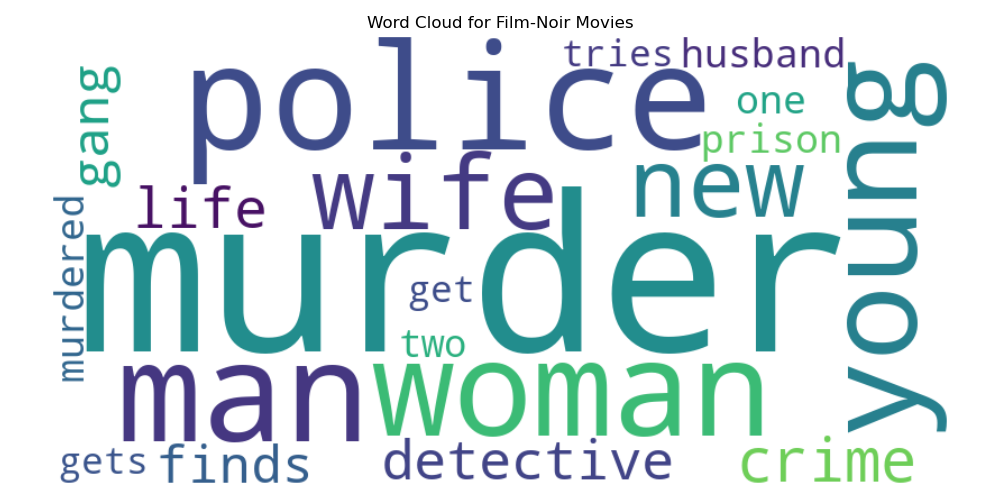 Word Cloud for Film-Noir Movies
tries husband
police
gang
one
young
prison
wife
new
life
murdered
murder
get
two
man woman
gets finds detective crime